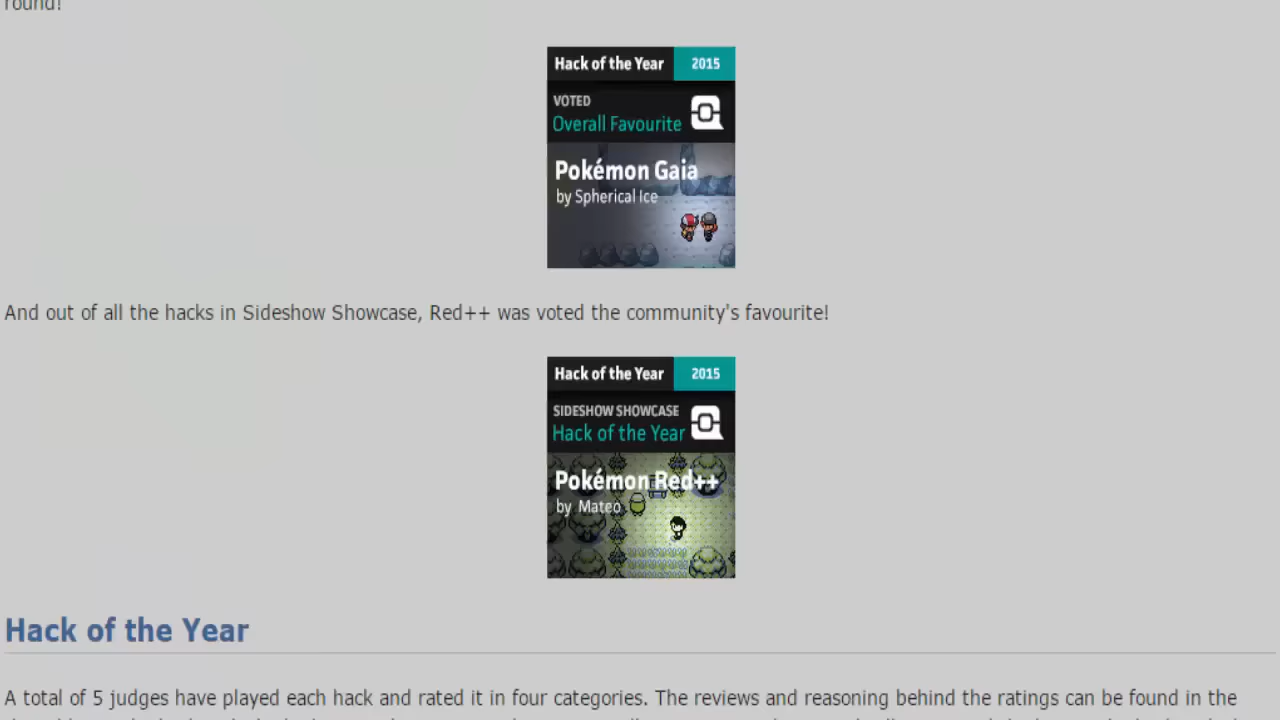 round!
Hack of the Year 2015
VOTED
Overall Favourite
Pokémon Gaia
by Spherical Ice
And out of all the hacks in Sideshow Showcase, Red++ was voted the community's favourite!
Hack of the Year 2015
SIDESHOW SHOWCASE
Hack of the Year
Pokémon Red++
by Mateo
Hack of the Year
A total of 5 judges have played each hack and rated it in four categories. The reviews and reasoning behind the ratings can be found in the